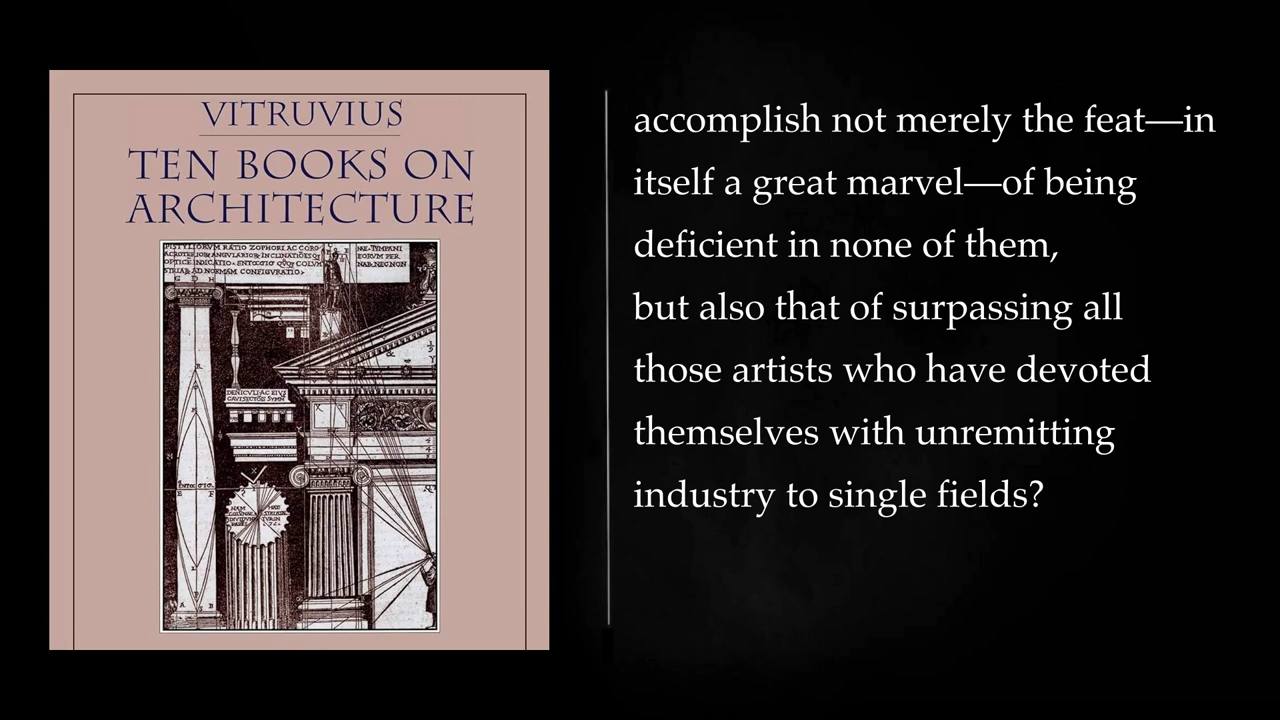 VITRUVIUS
TEN BOOKS ON
ARCHITECTURE
accomplish not merely the feat—in
itself a great marvel—of being
deficient in none of them,
but also that of surpassing all
those artists who have devoted
themselves with unremitting
industry to single fields?